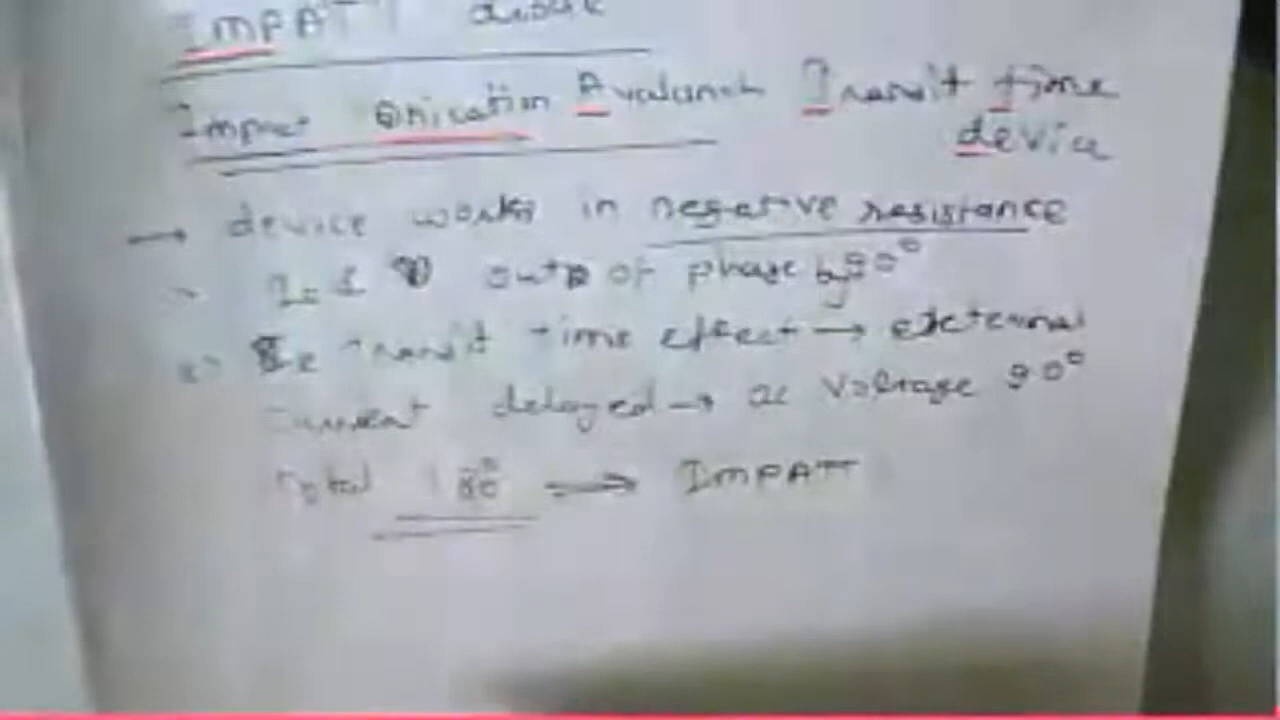 IMPATT diode
Impact Ionisation Avalanch Transit time
device
→ device works in negative resistance
I & V out of phase by 90°
transit time effect → external
current delayed → ac voltage 90°
Total 180° → IMPATT